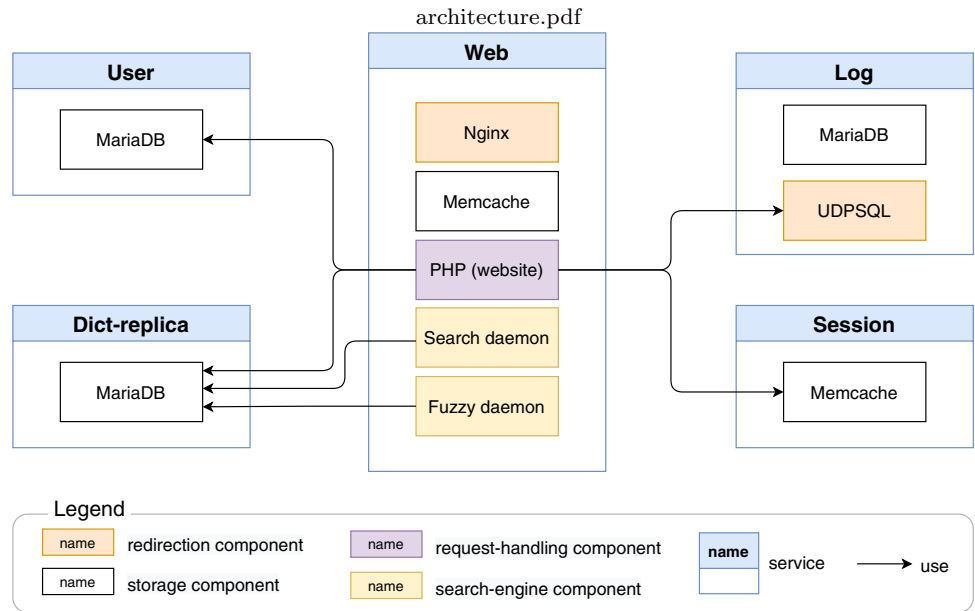 architecture.pdf
User
MariaDB
Web
Nginx
Memcache
PHP (website)
Search daemon
Fuzzy daemon
Log
MariaDB
UDPSQL
Dict-replica
MariaDB
Session
Memcache
Legend
name redirection component
name storage component
name request-handling component
name search-engine component
name service
use